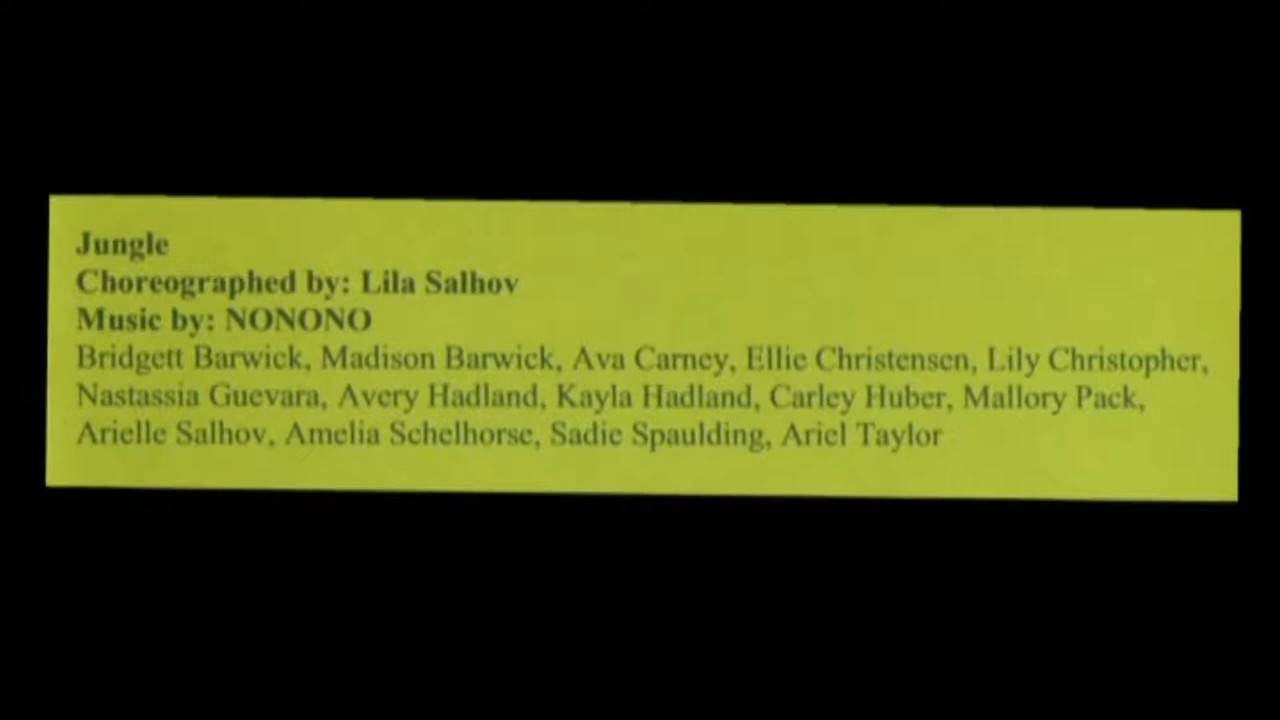 Jungle
Choreographed by: Lila Salhov
Music by: NONONO
Bridgett Barwick, Madison Barwick, Ava Carney, Ellie Christensen, Lily Christopher,
Nastassia Guevara, Avery Hadland, Kayla Hadland, Carley Huber, Mallory Pack,
Arielle Salhov, Amelia Schelhorse, Sadie Spaulding, Ariel Taylor